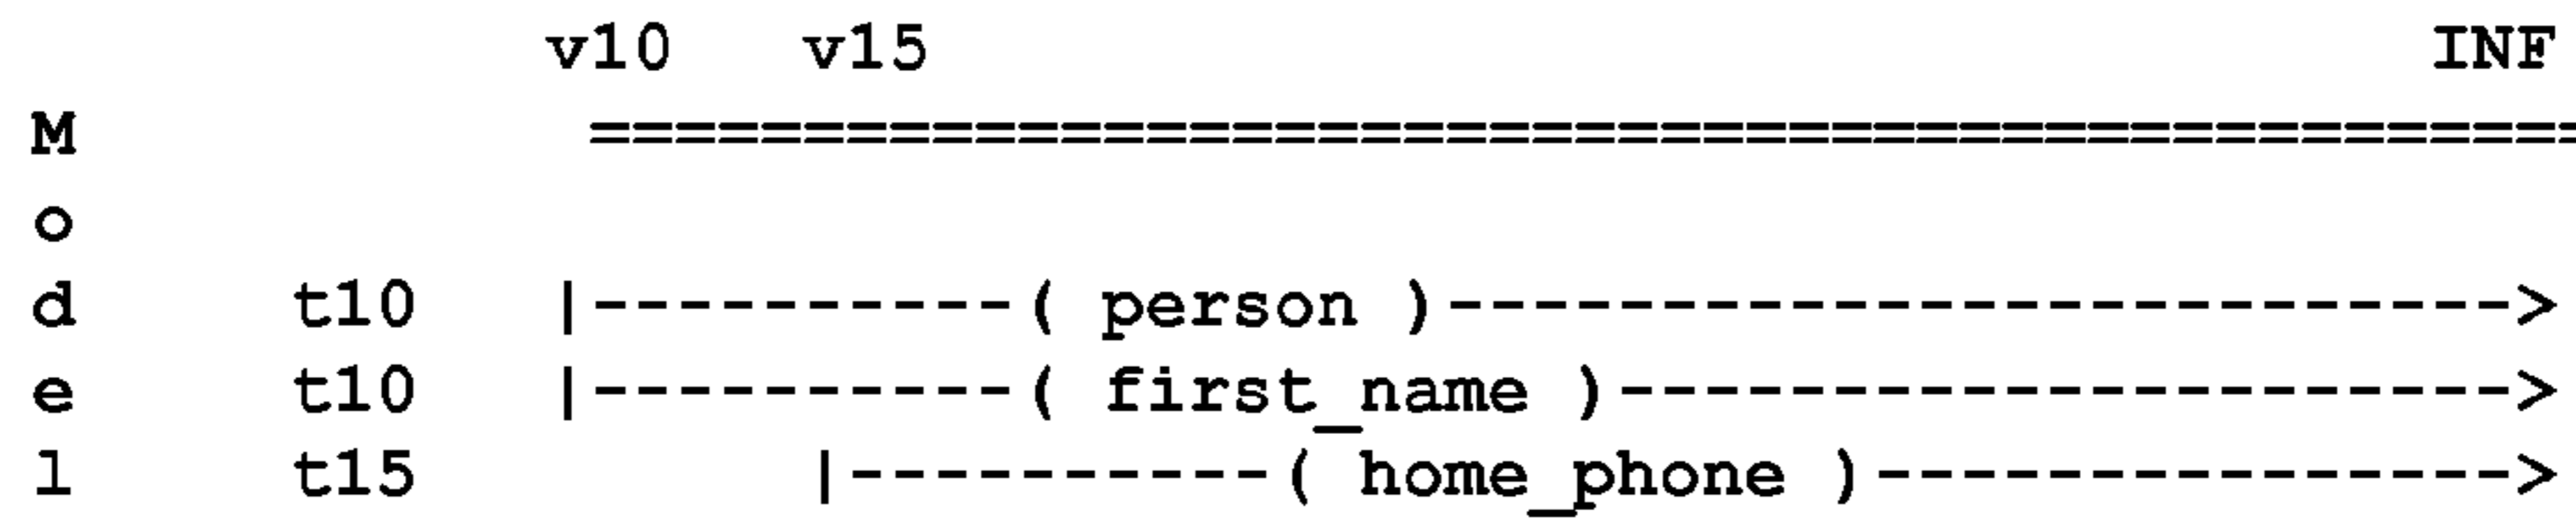 v10   v15                                   INF
M             ===============================================
o
d      t10   |----------( person )------------------------->
e      t10   |----------( first_name )--------------------->
l      t15         |----------( home_phone )--------------->